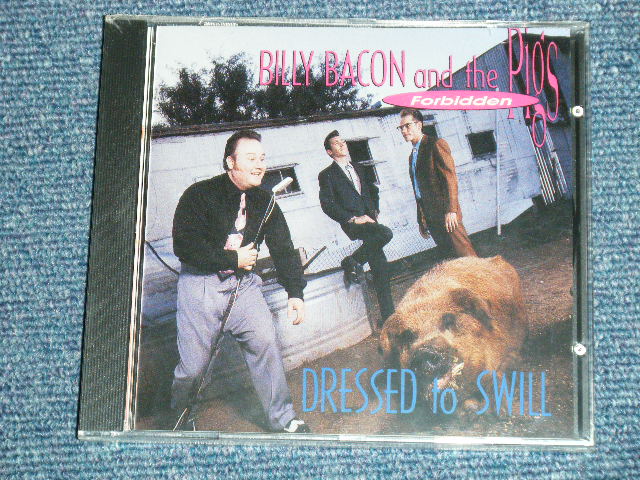 BILLY BACON and the Pigs
Forbidden
DRESSED to SWILL